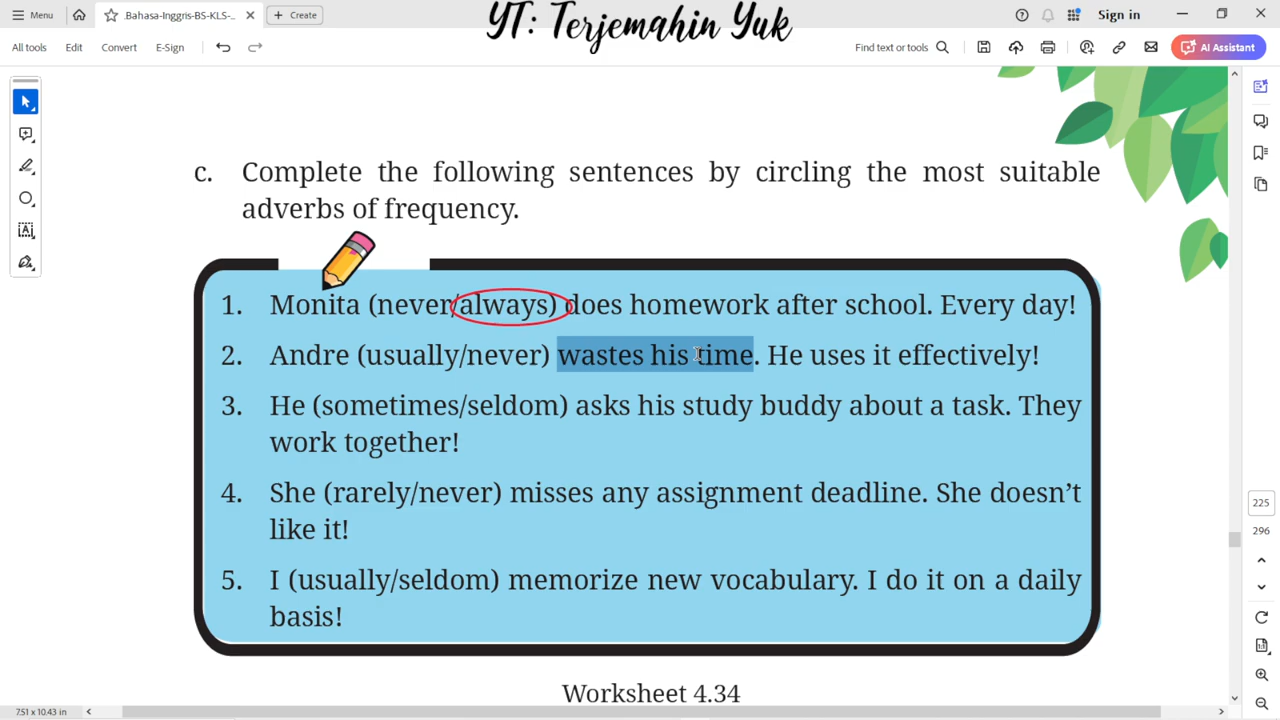 Menu
.Bahasa-Inggris-BS-KLS-...
Create
YT: Terjemahin Yuk
Sign in
All tools
Edit
Convert
E-Sign
Find text or tools
AI Assistant
c. Complete the following sentences by circling the most suitable
adverbs of frequency.
1. Monita (never/always) does homework after school. Every day!
2. Andre (usually/never) wastes his time. He uses it effectively!
3. He (sometimes/seldom) asks his study buddy about a task. They
work together!
4. She (rarely/never) misses any assignment deadline. She doesn’t
like it!
5. I (usually/seldom) memorize new vocabulary. I do it on a daily
basis!
Worksheet 4.34
225
296
7.51 x 10.43 in